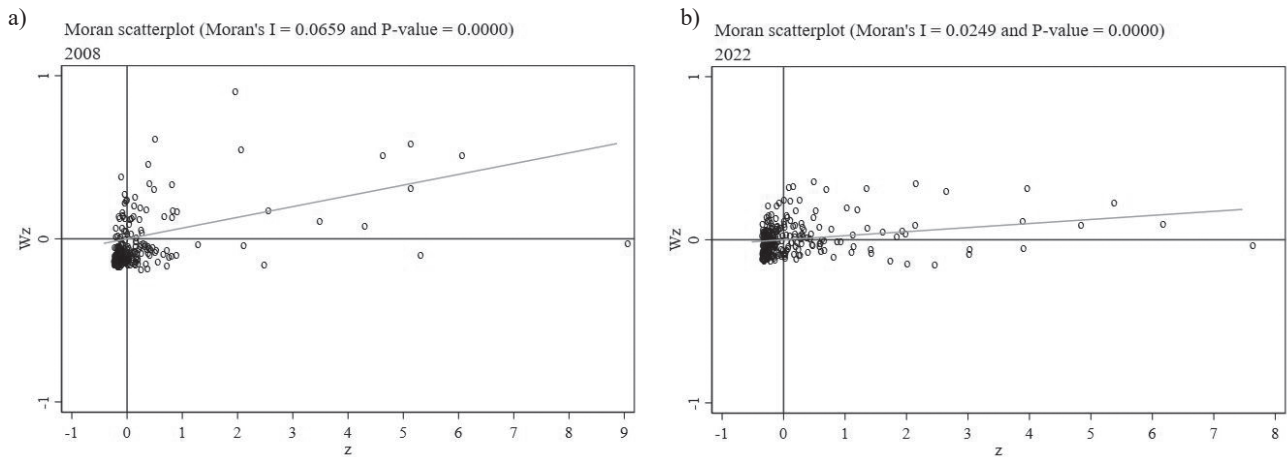 a)
Moran scatterplot (Moran's I = 0.0659 and P-value = 0.0000)
2008
1
0
-1
Wz
-1 0 1 2 3 4 5 6 7 8 9
z
b)
Moran scatterplot (Moran's I = 0.0249 and P-value = 0.0000)
2022
1
0
-1
Wz
-1 0 1 2 3 4 5 6 7 8
z